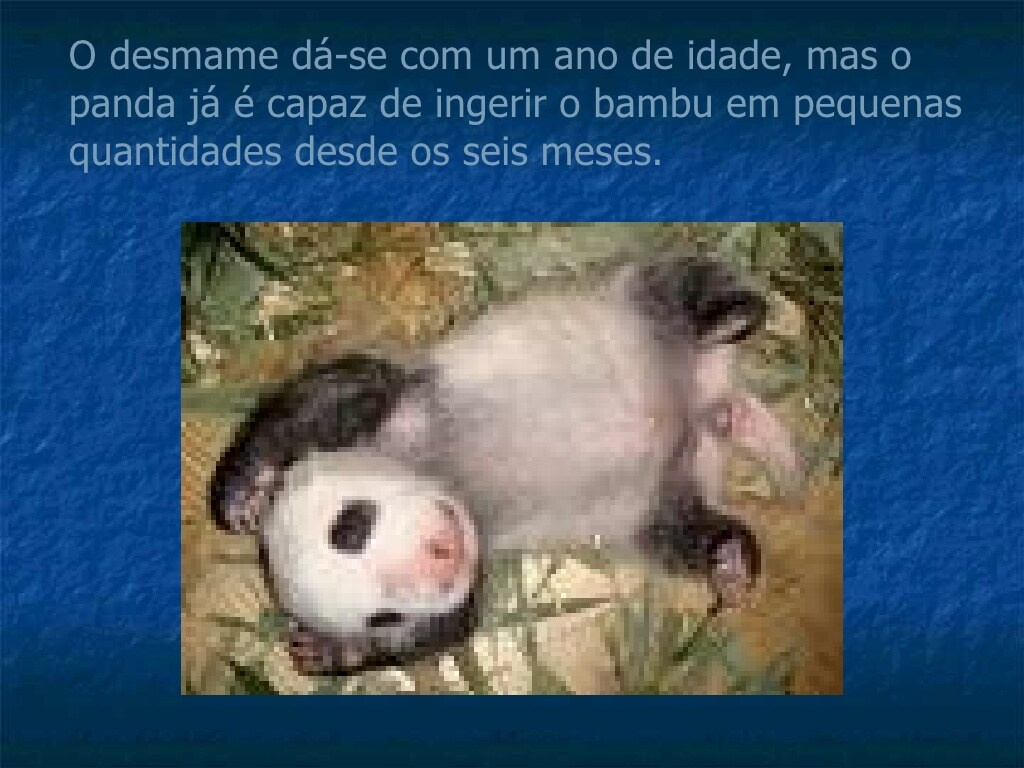 O desmame dá-se com um ano de idade, mas o
panda já é capaz de ingerir o bambu em pequenas
quantidades desde os seis meses.